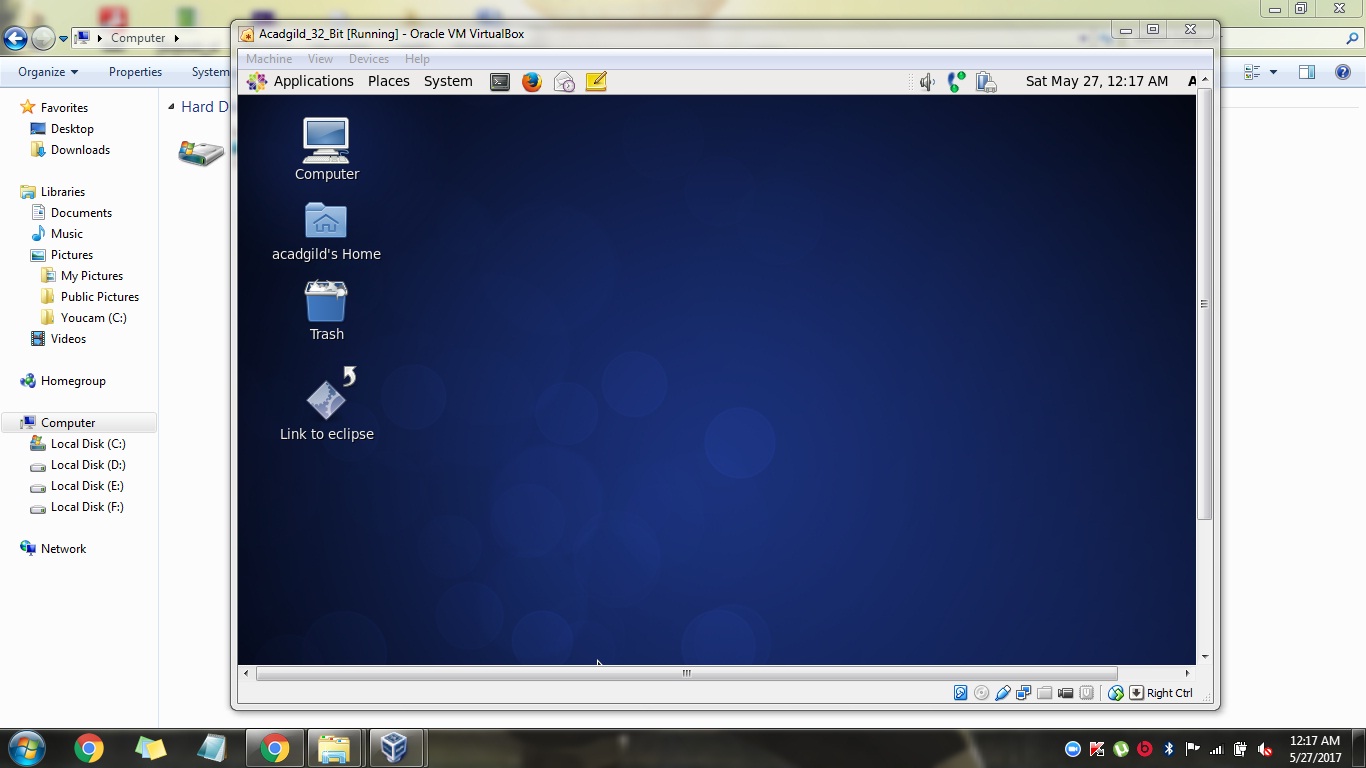 Acadgild_32_Bit [Running] - Oracle VM VirtualBox
Computer
Machine View Devices Help
Organize Properties System
Applications Places System Sat May 27, 12:17 AM A
Favorites
Desktop
Downloads
Libraries
Documents
Music
Pictures
My Pictures
Public Pictures
Youcam (C:)
Videos
Homegroup
Computer
Local Disk (C:)
Local Disk (D:)
Local Disk (E:)
Local Disk (F:)
Network
Hard D
Computer
acadgild's Home
Trash
Link to eclipse
Right Ctrl
12:17 AM
5/27/2017